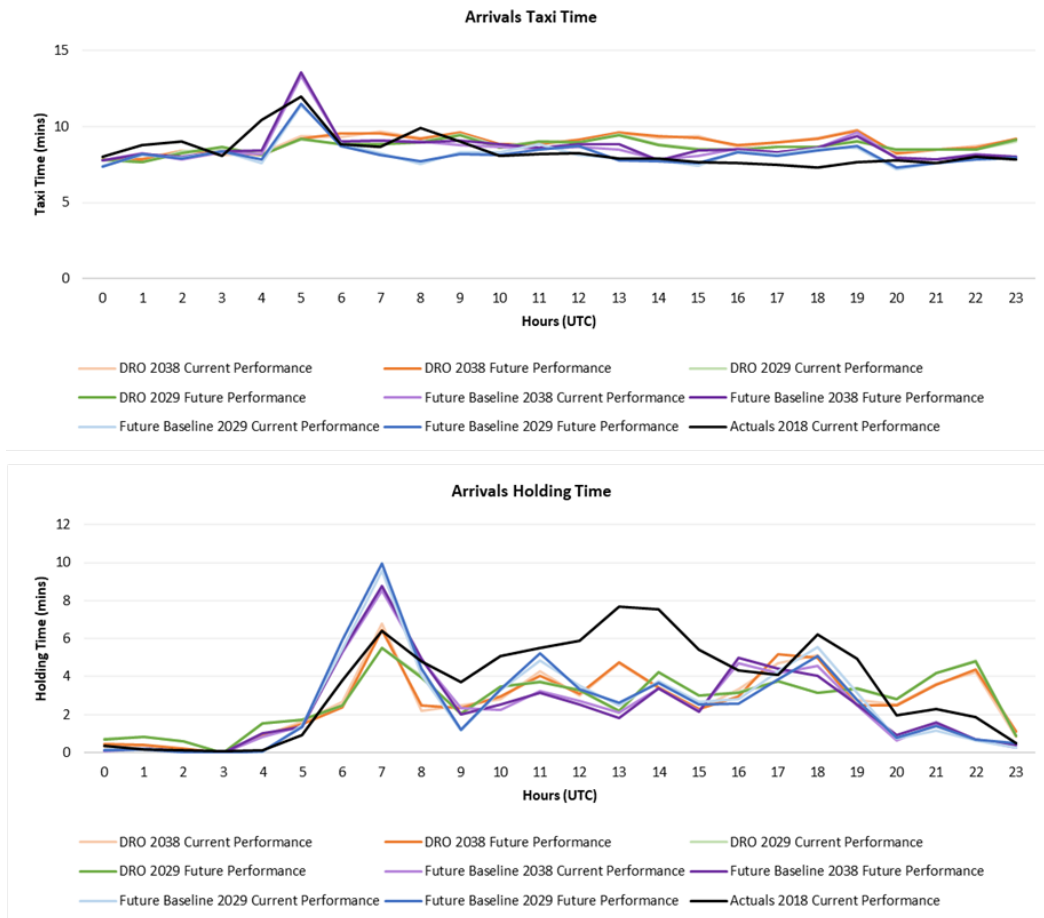 Arrivals Taxi Time
15
10
5
0
Taxi Time (mins)
0 1 2 3 4 5 6 7 8 9 10 11 12 13 14 15 16 17 18 19 20 21 22 23
Hours (UTC)
DRO 2038 Current Performance DRO 2038 Future Performance DRO 2029 Current Performance
DRO 2029 Future Performance Future Baseline 2038 Current Performance Future Baseline 2038 Future Performance
Future Baseline 2029 Current Performance Future Baseline 2029 Future Performance Actuals 2018 Current Performance
Arrivals Holding Time
12
10
8
6
4
2
0
Holding Time (mins)
0 1 2 3 4 5 6 7 8 9 10 11 12 13 14 15 16 17 18 19 20 21 22 23
Hours (UTC)
DRO 2038 Current Performance DRO 2038 Future Performance DRO 2029 Current Performance
DRO 2029 Future Performance Future Baseline 2038 Current Performance Future Baseline 2038 Future Performance
Future Baseline 2029 Current Performance Future Baseline 2029 Future Performance Actuals 2018 Current Performance